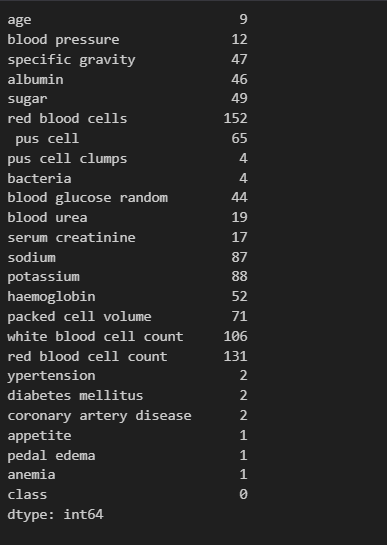 age 9
blood pressure 12
specific gravity 47
albumin 46
sugar 49
red blood cells 152
pus cell 65
pus cell clumps 4
bacteria 4
blood glucose random 44
blood urea 19
serum creatinine 17
sodium 87
potassium 88
haemoglobin 52
packed cell volume 71
white blood cell count 106
red blood cell count 131
ypertension 2
diabetes mellitus 2
coronary artery disease 2
appetite 1
pedal edema 1
anemia 1
class 0
dtype: int64